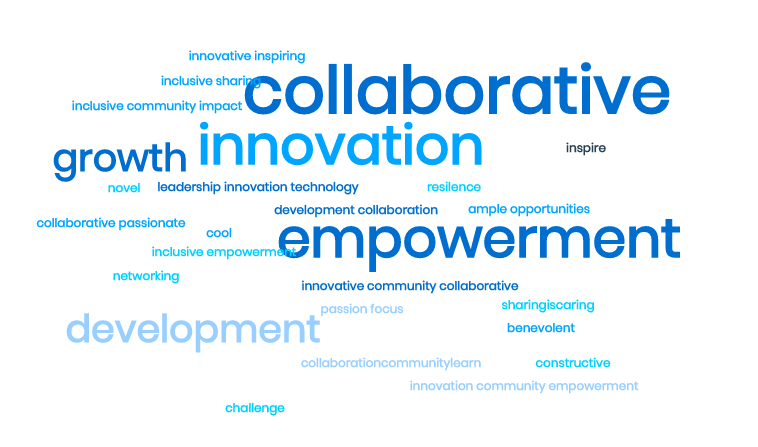 innovative inspiring
inclusive sharing
collaborative
inclusive community impact
innovation
growth
inspire
novel
leadership innovation technology
resilence
development collaboration
ample opportunities
collaborative passionate
cool
empowerment
inclusive empowerment
networking
innovative community collaborative
passion focus
sharingiscaring
development
benevolent
collaborationcommunitylearn
constructive
innovation community empowerment
challenge